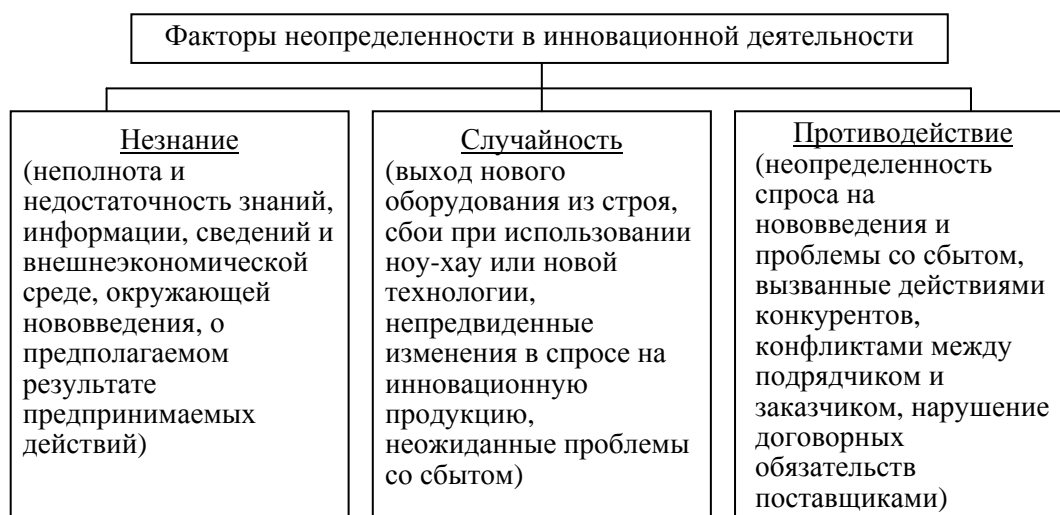 Факторы неопределенности в инновационной деятельности
Незнание
(неполнота и
недостаточность знаний,
информации, сведений и
внешнеэкономической
среде, окружающей
нововведения, о
предполагаемом
результате
предпринимаемых
действий)
Случайность
(выход нового
оборудования из строя,
сбои при использовании
ноу-хау или новой
технологии,
непредвиденные
изменения в спросе на
инновационную
продукцию,
неожиданные проблемы
со сбытом)
Противодействие
(неопределенность
спроса на
нововведения и
проблемы со сбытом,
вызванные действиями
конкурентов,
конфликтами между
подрядчиком и
заказчиком, нарушение
договорных
обязательств
поставщиками)